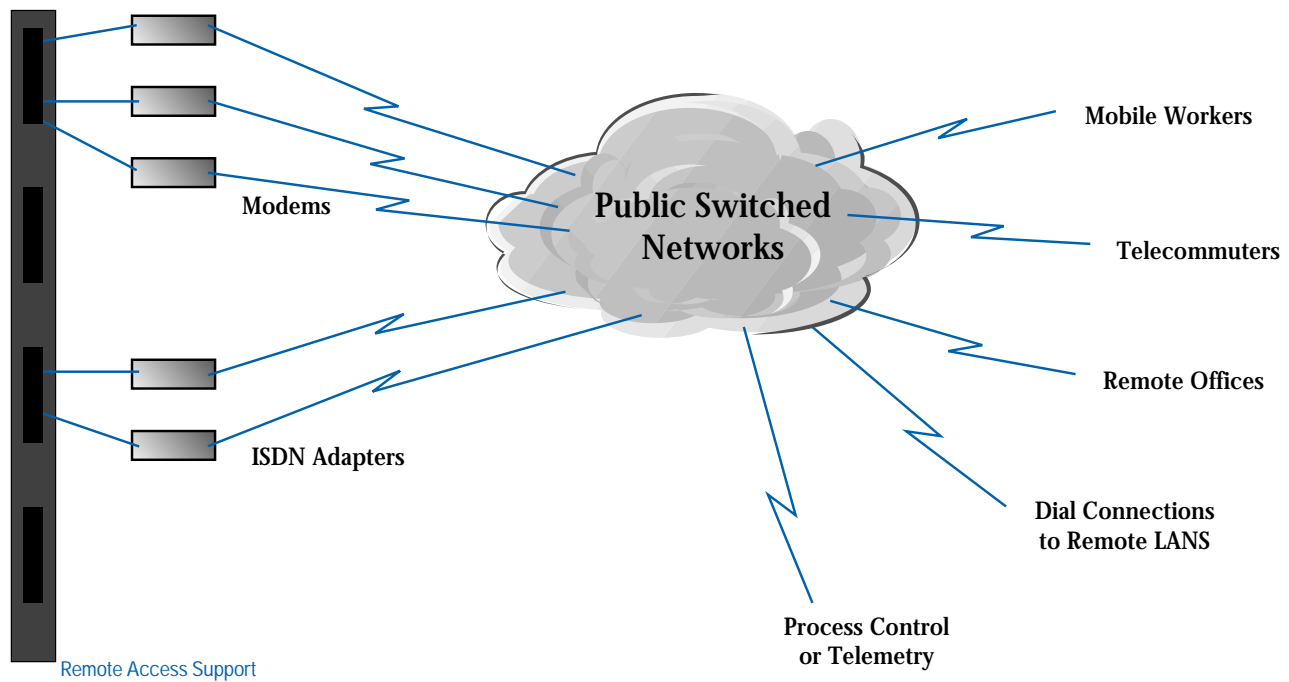 Mobile Workers
Modems
Public Switched
Networks
Telecommuters
Remote Offices
ISDN Adapters
Dial Connections
to Remote LANS
Process Control
or Telemetry
Remote Access Support